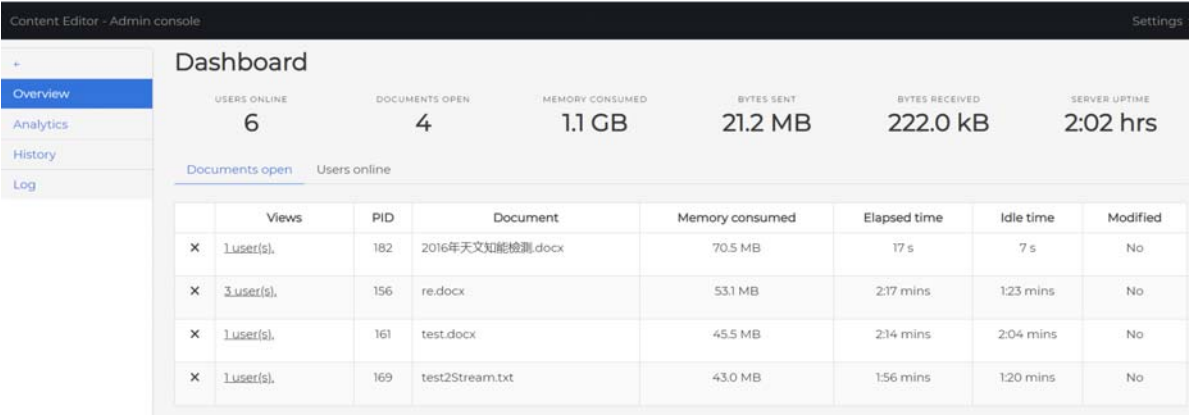 Content Editor - Admin console Settings
←
Dashboard
Overview
Analytics
History
Log
USERS ONLINE DOCUMENTS OPEN MEMORY CONSUMED BYTES SENT BYTES RECEIVED SERVER UPTIME
6 4 1.1 GB 21.2 MB 222.0 kB 2:02 hrs
Documents open Users online
Views PID Document Memory consumed Elapsed time Idle time Modified
× 1 user(s). 182 2016年天文知能檢測.docx 70.5 MB 17 s 7 s No
× 3 user(s). 156 re.docx 53.1 MB 2:17 mins 1:23 mins No
× 1 user(s). 161 test.docx 45.5 MB 2:14 mins 2:04 mins No
× 1 user(s). 169 test2Stream.txt 43.0 MB 1:56 mins 1:20 mins No